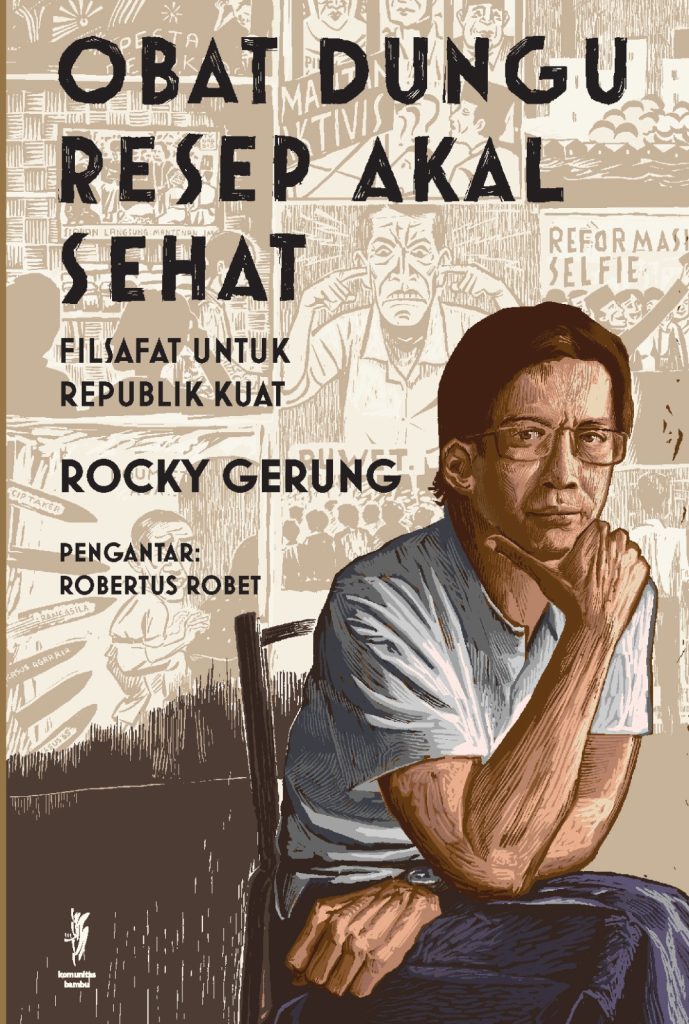 OBAT DUNGU
RESEP AKAL
SEHAT
FILSAFAT UNTUK
REPUBLIK KUAT
ROCKY GERUNG
PENGANTAR:
ROBERTUS ROBET
REFORMASI
SELFIE
CIPTAKER
PANCASILA
komunitas
bambu